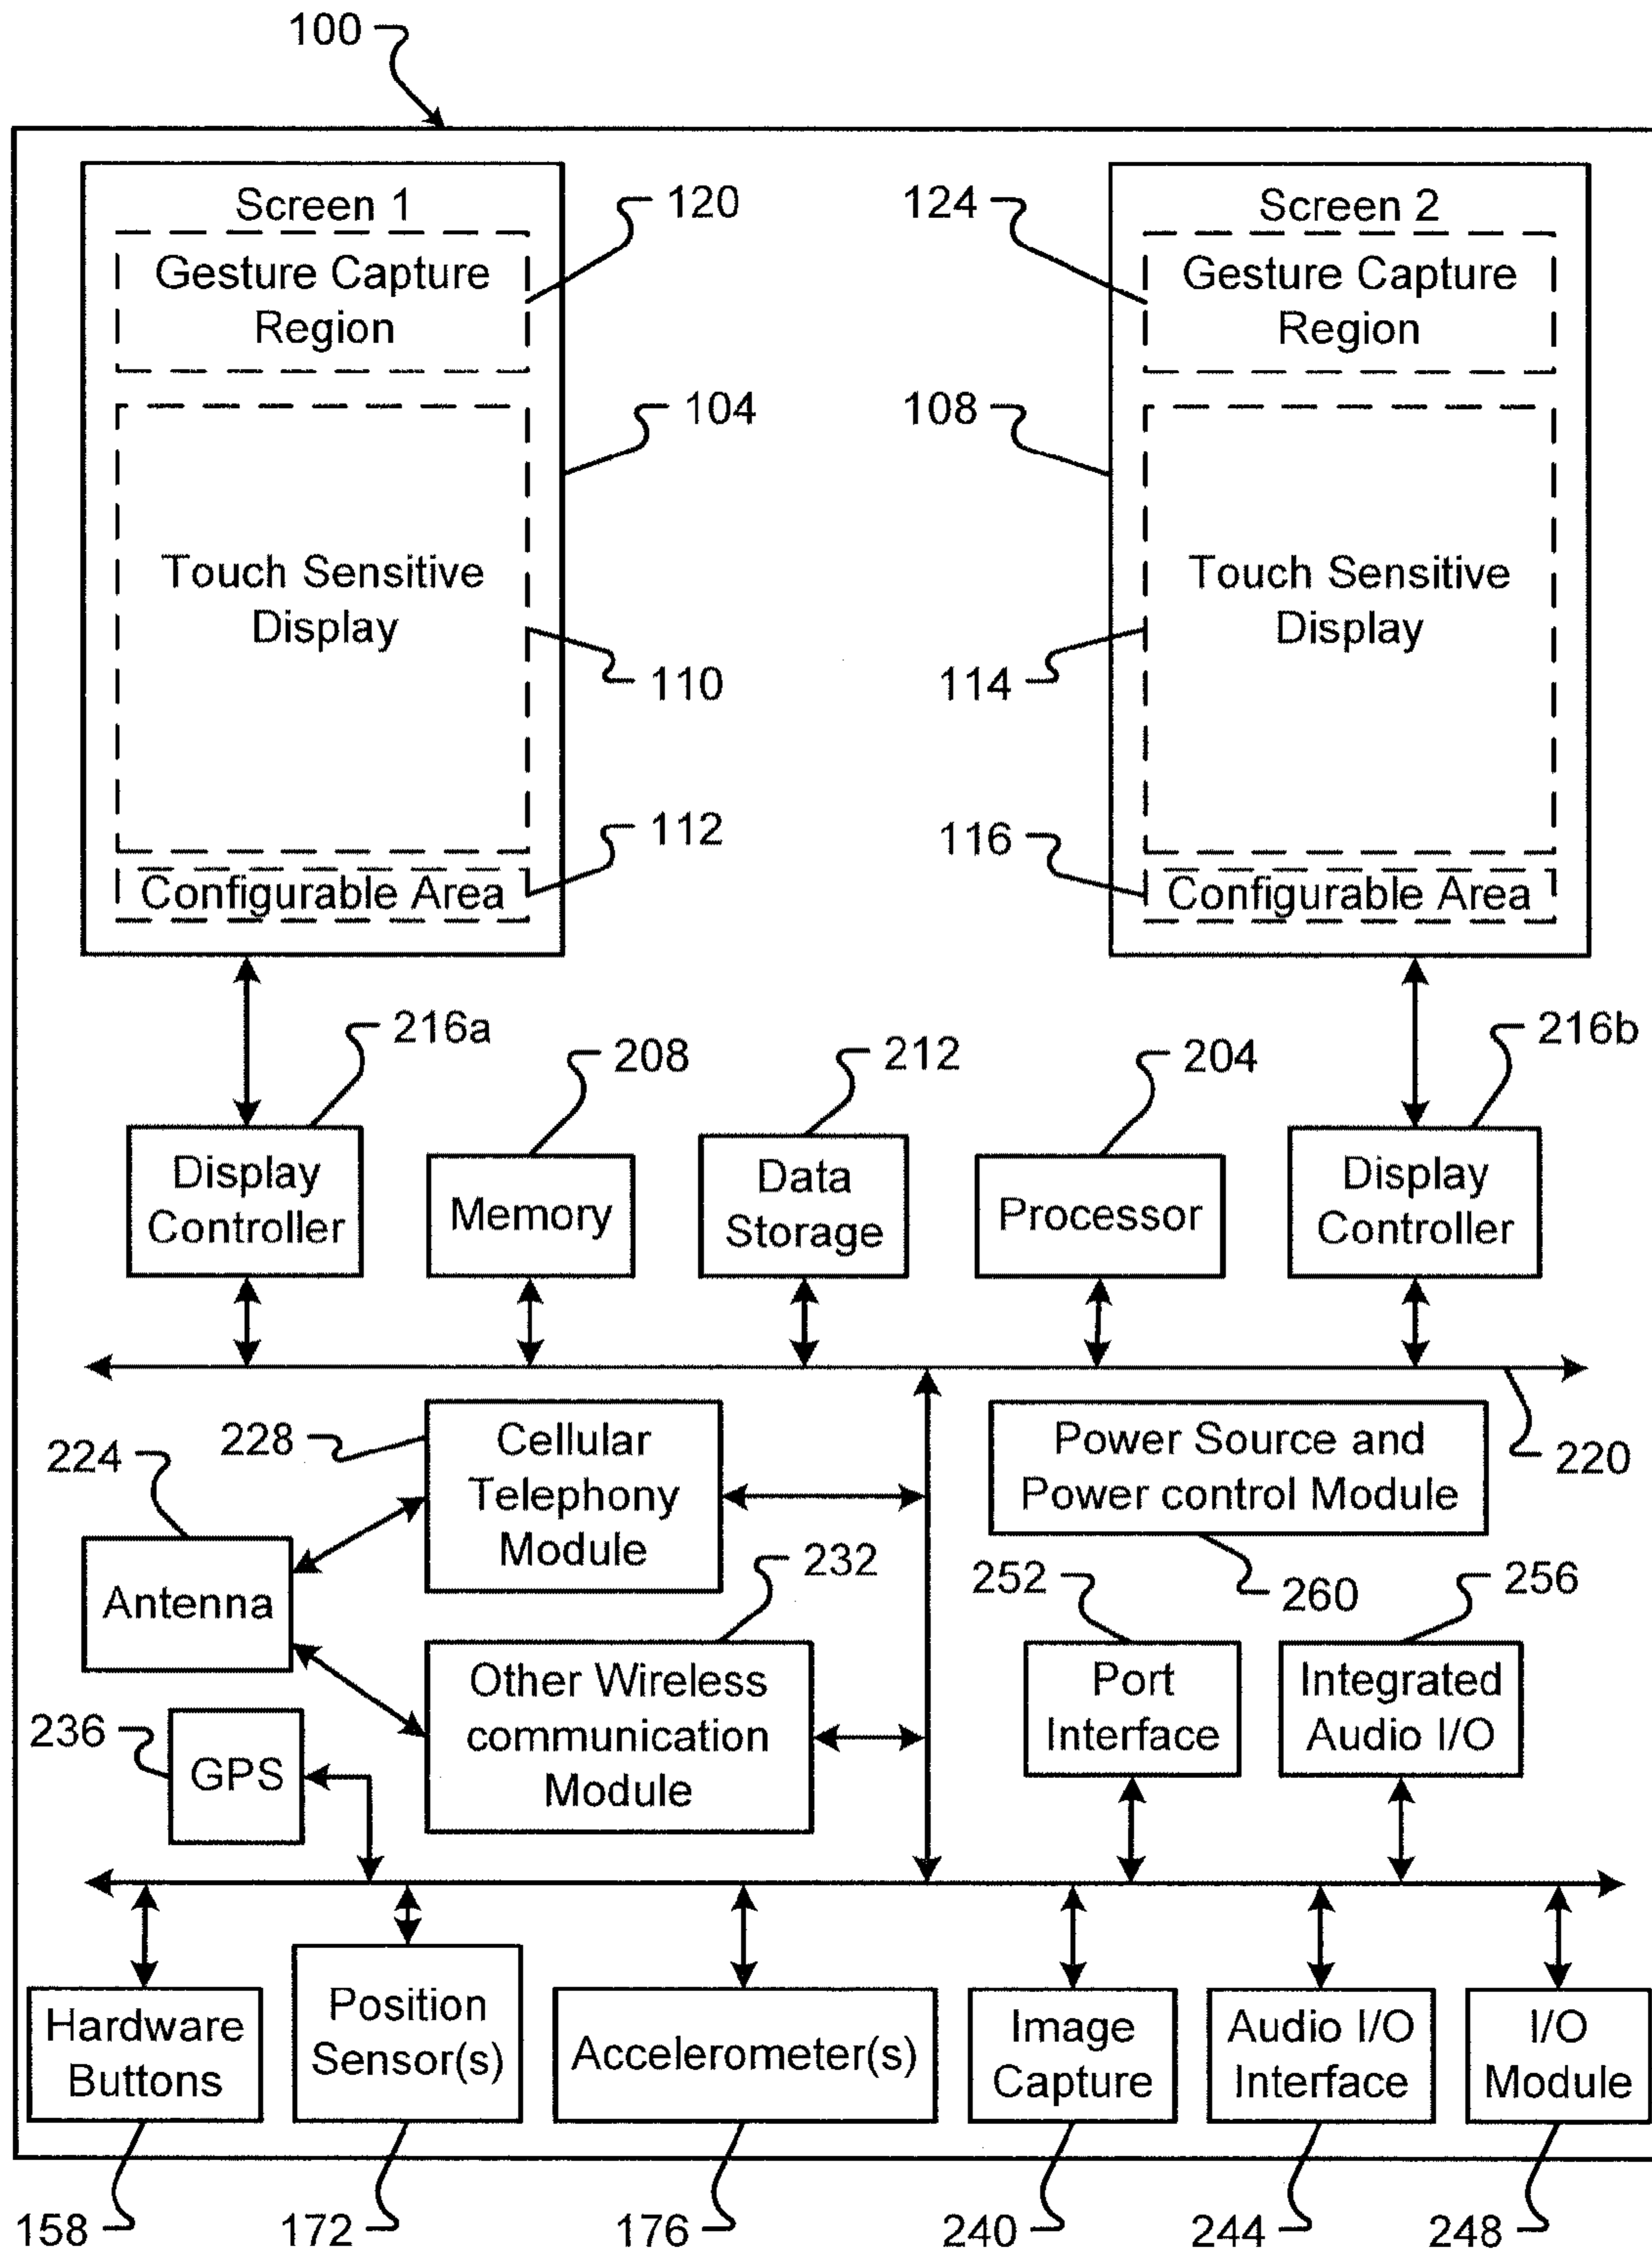 100
Screen 1
120
124
Screen 2
Gesture Capture
Region
Gesture Capture
Region
104
108
Touch Sensitive
Display
Touch Sensitive
Display
110
114
112
116
Configurable Area
Configurable Area
216a
208
212
204
216b
Display
Controller
Memory
Data
Storage
Processor
Display
Controller
224
228
Cellular
Telephony
Module
Power Source and
Power control Module
220
Antenna
232
252
260
256
Other Wireless
communication
Module
Port
Interface
Integrated
Audio I/O
236
GPS
Hardware
Buttons
Position
Sensor(s)
Accelerometer(s)
Image
Capture
Audio I/O
Interface
I/O
Module
158
172
176
240
244
248